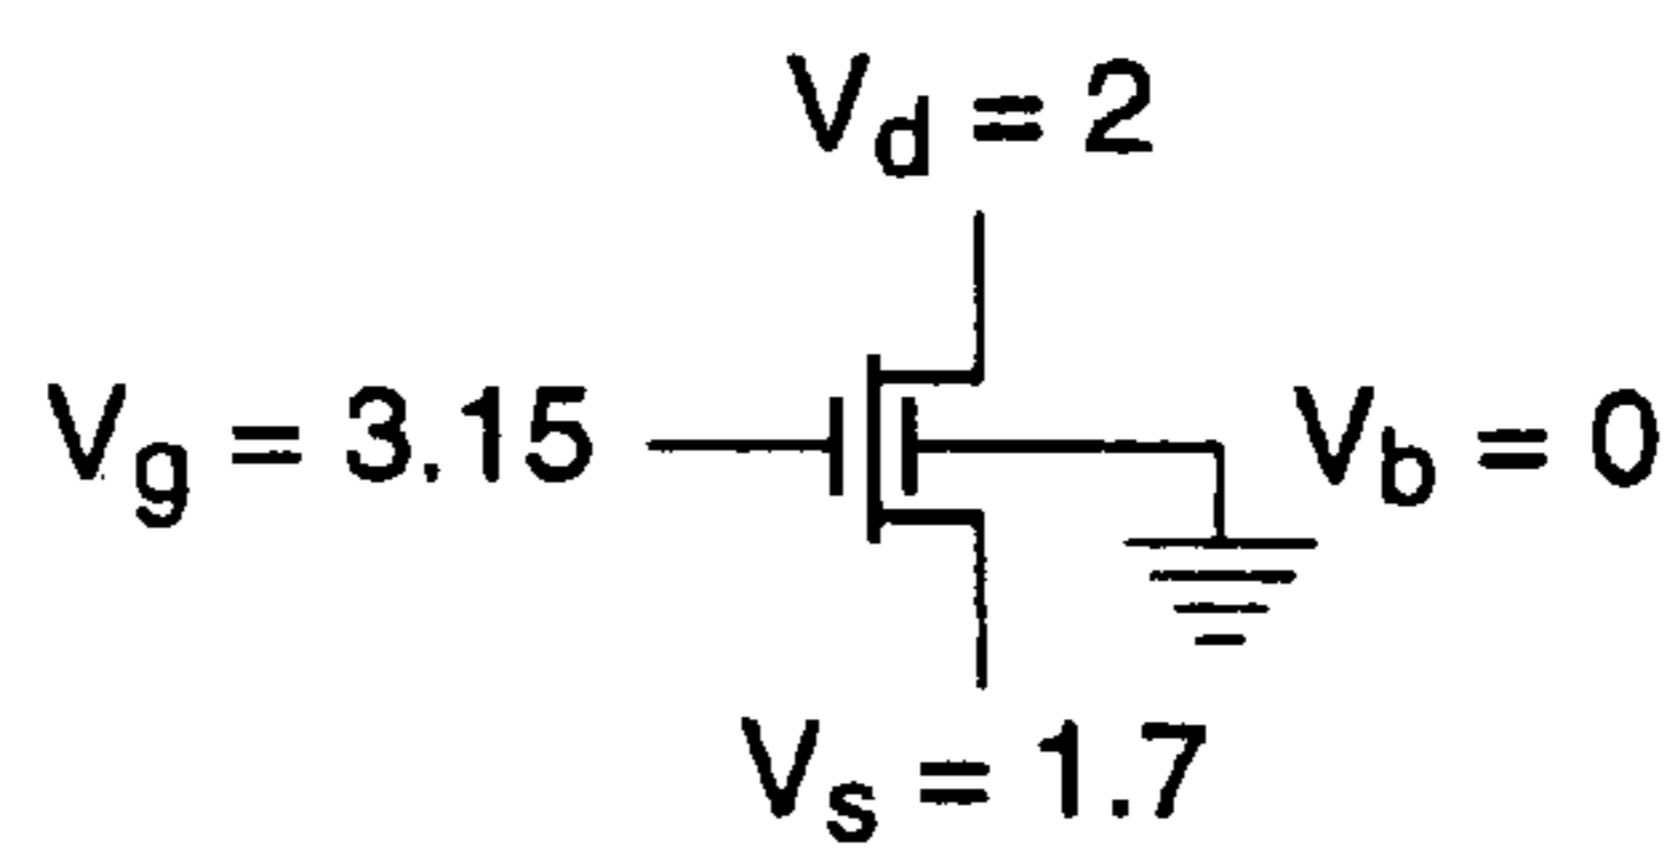 Vd = 2
Vg = 3.15
Vb = 0
Vs = 1.7